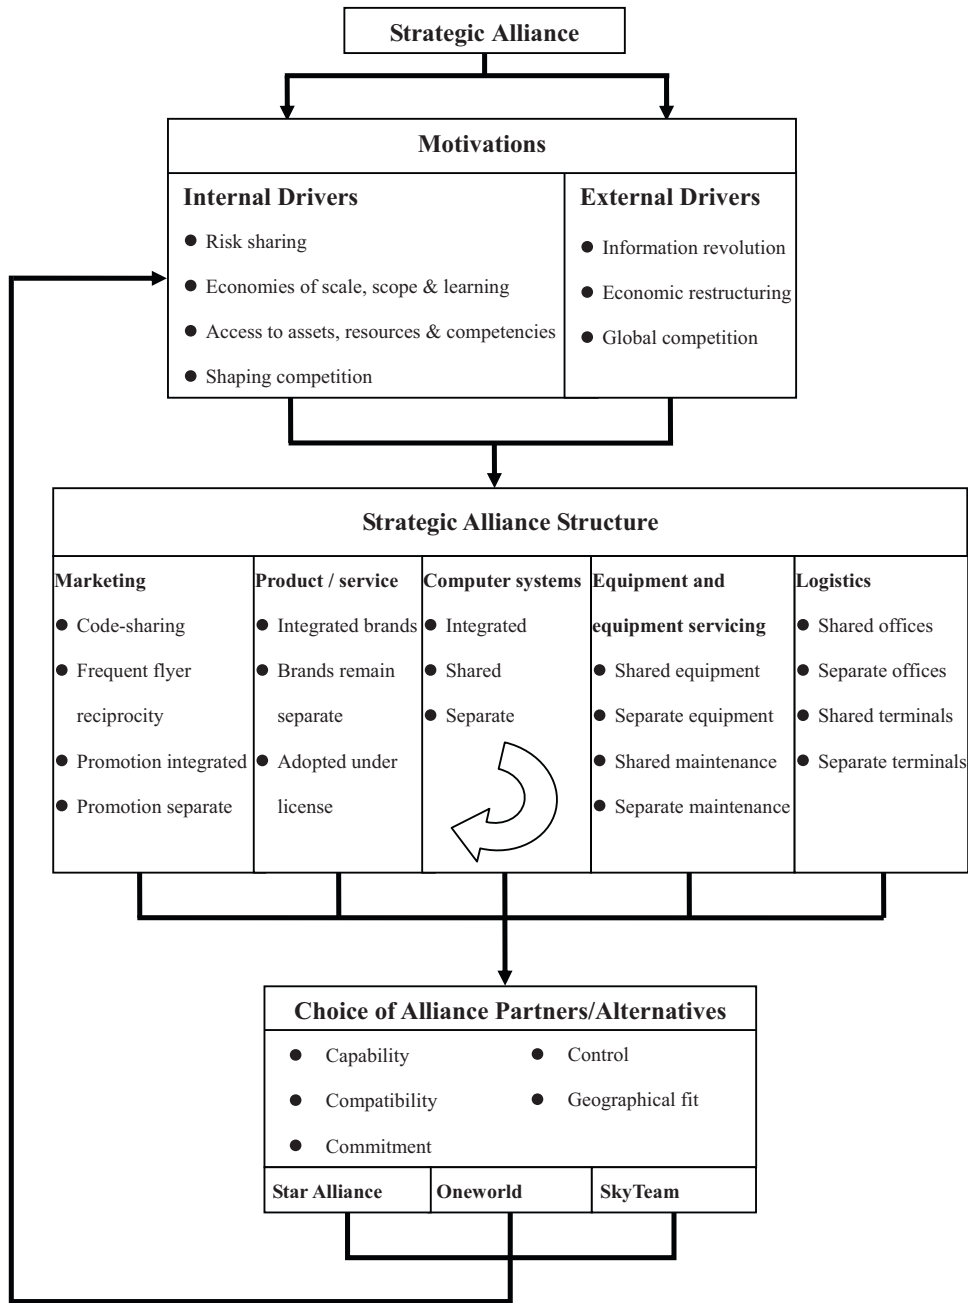 Strategic Alliance
Motivations
Internal Drivers
● Risk sharing
● Economies of scale, scope & learning
● Access to assets, resources & competencies
● Shaping competition
External Drivers
● Information revolution
● Economic restructuring
● Global competition
Strategic Alliance Structure
Marketing
● Code-sharing
● Frequent flyer
reciprocity
● Promotion integrated
● Promotion separate
Product / service
● Integrated brands
● Brands remain
separate
● Adopted under
license
Computer systems
● Integrated
● Shared
● Separate
Equipment and
equipment servicing
● Shared equipment
● Separate equipment
● Shared maintenance
● Separate maintenance
Logistics
● Shared offices
● Separate offices
● Shared terminals
● Separate terminals
Choice of Alliance Partners/Alternatives
● Capability
● Compatibility
● Commitment
● Control
● Geographical fit
Star Alliance
Oneworld
SkyTeam